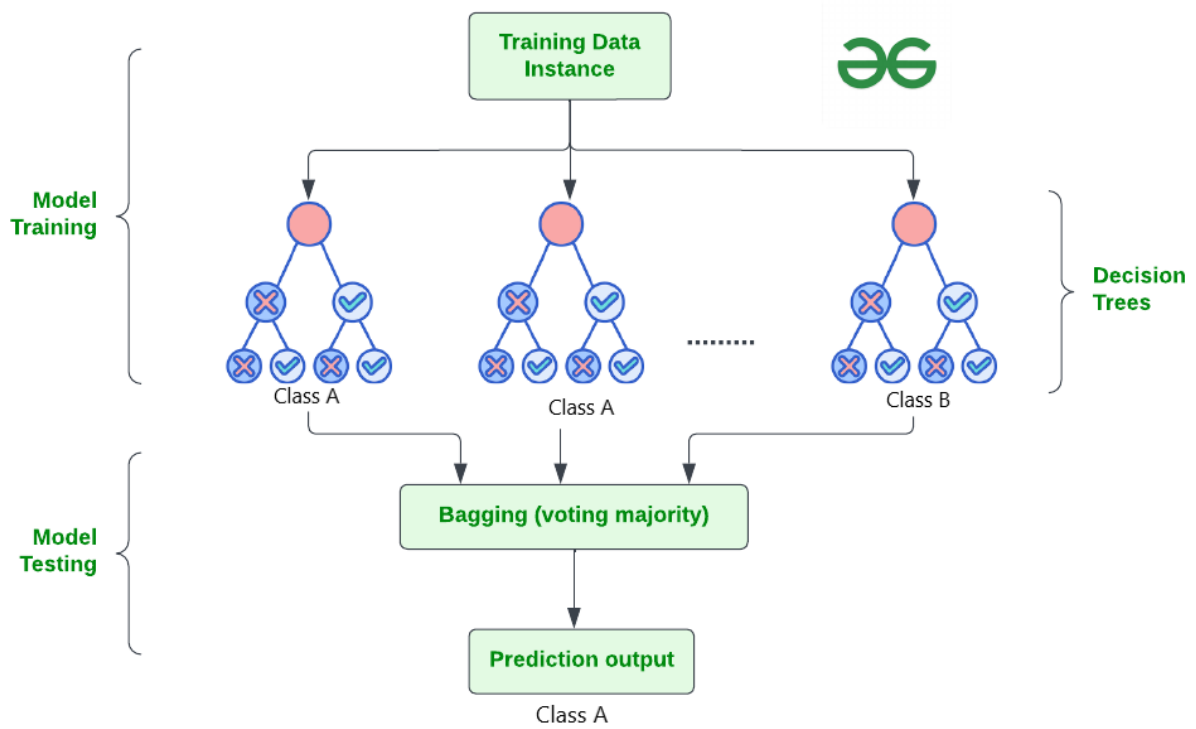 Training Data
Instance
Model
Training
Decision
Trees
Class A
Class A
Class B
Bagging (voting majority)
Model
Testing
Prediction output
Class A